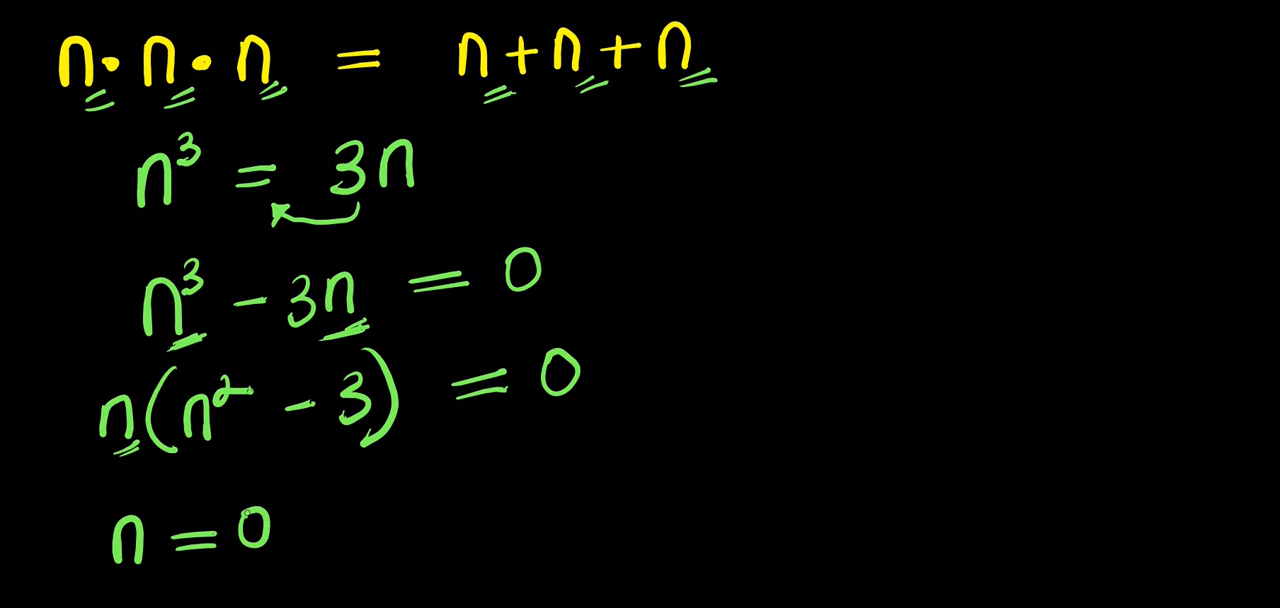 n · n · n = n + n + n
n³ = 3n
n³ - 3n = 0
n(n² - 3) = 0
n = 0